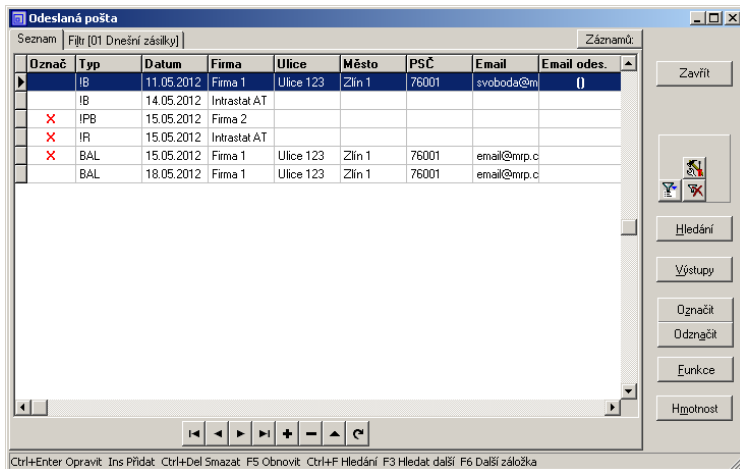 Odeslaná pošta
Seznam Filtr [01 Dnešní zásilky] Záznamů:
Označ Typ Datum Firma Ulice Město PSČ Email Email odes.
!B 11.05.2012 Firma 1 Ulice 123 Zlín 1 76001 svoboda@m ()
!B 14.05.2012 Intrastat AT
X !PB 15.05.2012 Firma 2
X !R 15.05.2012 Intrastat AT
X BAL 15.05.2012 Firma 1 Ulice 123 Zlín 1 76001 email@mrp.c
BAL 18.05.2012 Firma 1 Ulice 123 Zlín 1 76001 email@mrp.c
Zavřít
Hledání
Výstupy
Označit
Odznačit
Funkce
Hmotnost
Ctrl+Enter Opravit Ins Přidat Ctrl+Del Smazat F5 Obnovit Ctrl+F Hledání F3 Hledat další F6 Další záložka